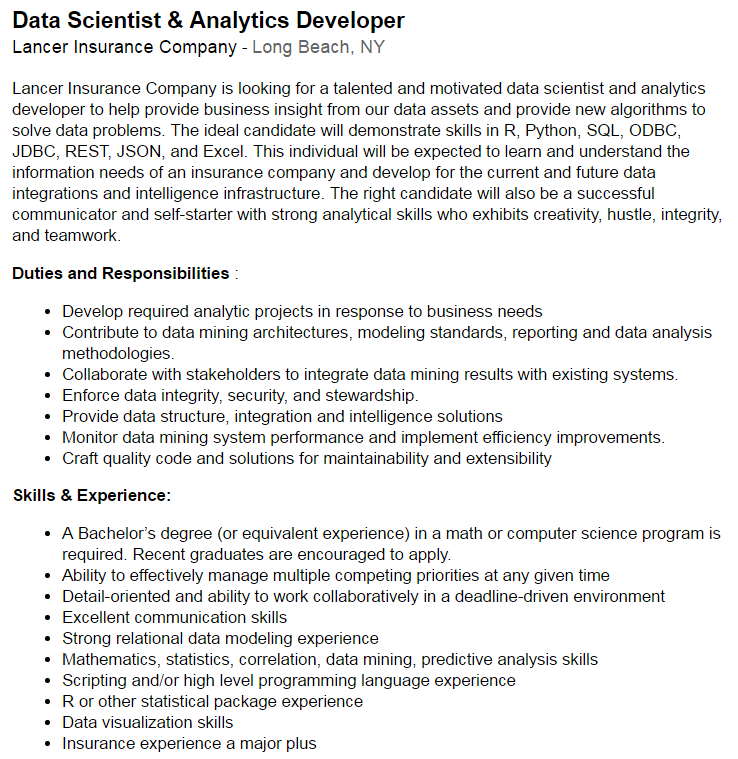 Data Scientist & Analytics Developer
Lancer Insurance Company - Long Beach, NY
Lancer Insurance Company is looking for a talented and motivated data scientist and analytics
developer to help provide business insight from our data assets and provide new algorithms to
solve data problems. The ideal candidate will demonstrate skills in R, Python, SQL, ODBC,
JDBC, REST, JSON, and Excel. This individual will be expected to learn and understand the
information needs of an insurance company and develop for the current and future data
integrations and intelligence infrastructure. The right candidate will also be a successful
communicator and self-starter with strong analytical skills who exhibits creativity, hustle, integrity,
and teamwork.
Duties and Responsibilities :
• Develop required analytic projects in response to business needs
• Contribute to data mining architectures, modeling standards, reporting and data analysis
methodologies.
• Collaborate with stakeholders to integrate data mining results with existing systems.
• Enforce data integrity, security, and stewardship.
• Provide data structure, integration and intelligence solutions
• Monitor data mining system performance and implement efficiency improvements.
• Craft quality code and solutions for maintainability and extensibility
Skills & Experience:
• A Bachelor’s degree (or equivalent experience) in a math or computer science program is
required. Recent graduates are encouraged to apply.
• Ability to effectively manage multiple competing priorities at any given time
• Detail-oriented and ability to work collaboratively in a deadline-driven environment
• Excellent communication skills
• Strong relational data modeling experience
• Mathematics, statistics, correlation, data mining, predictive analysis skills
• Scripting and/or high level programming language experience
• R or other statistical package experience
• Data visualization skills
• Insurance experience a major plus